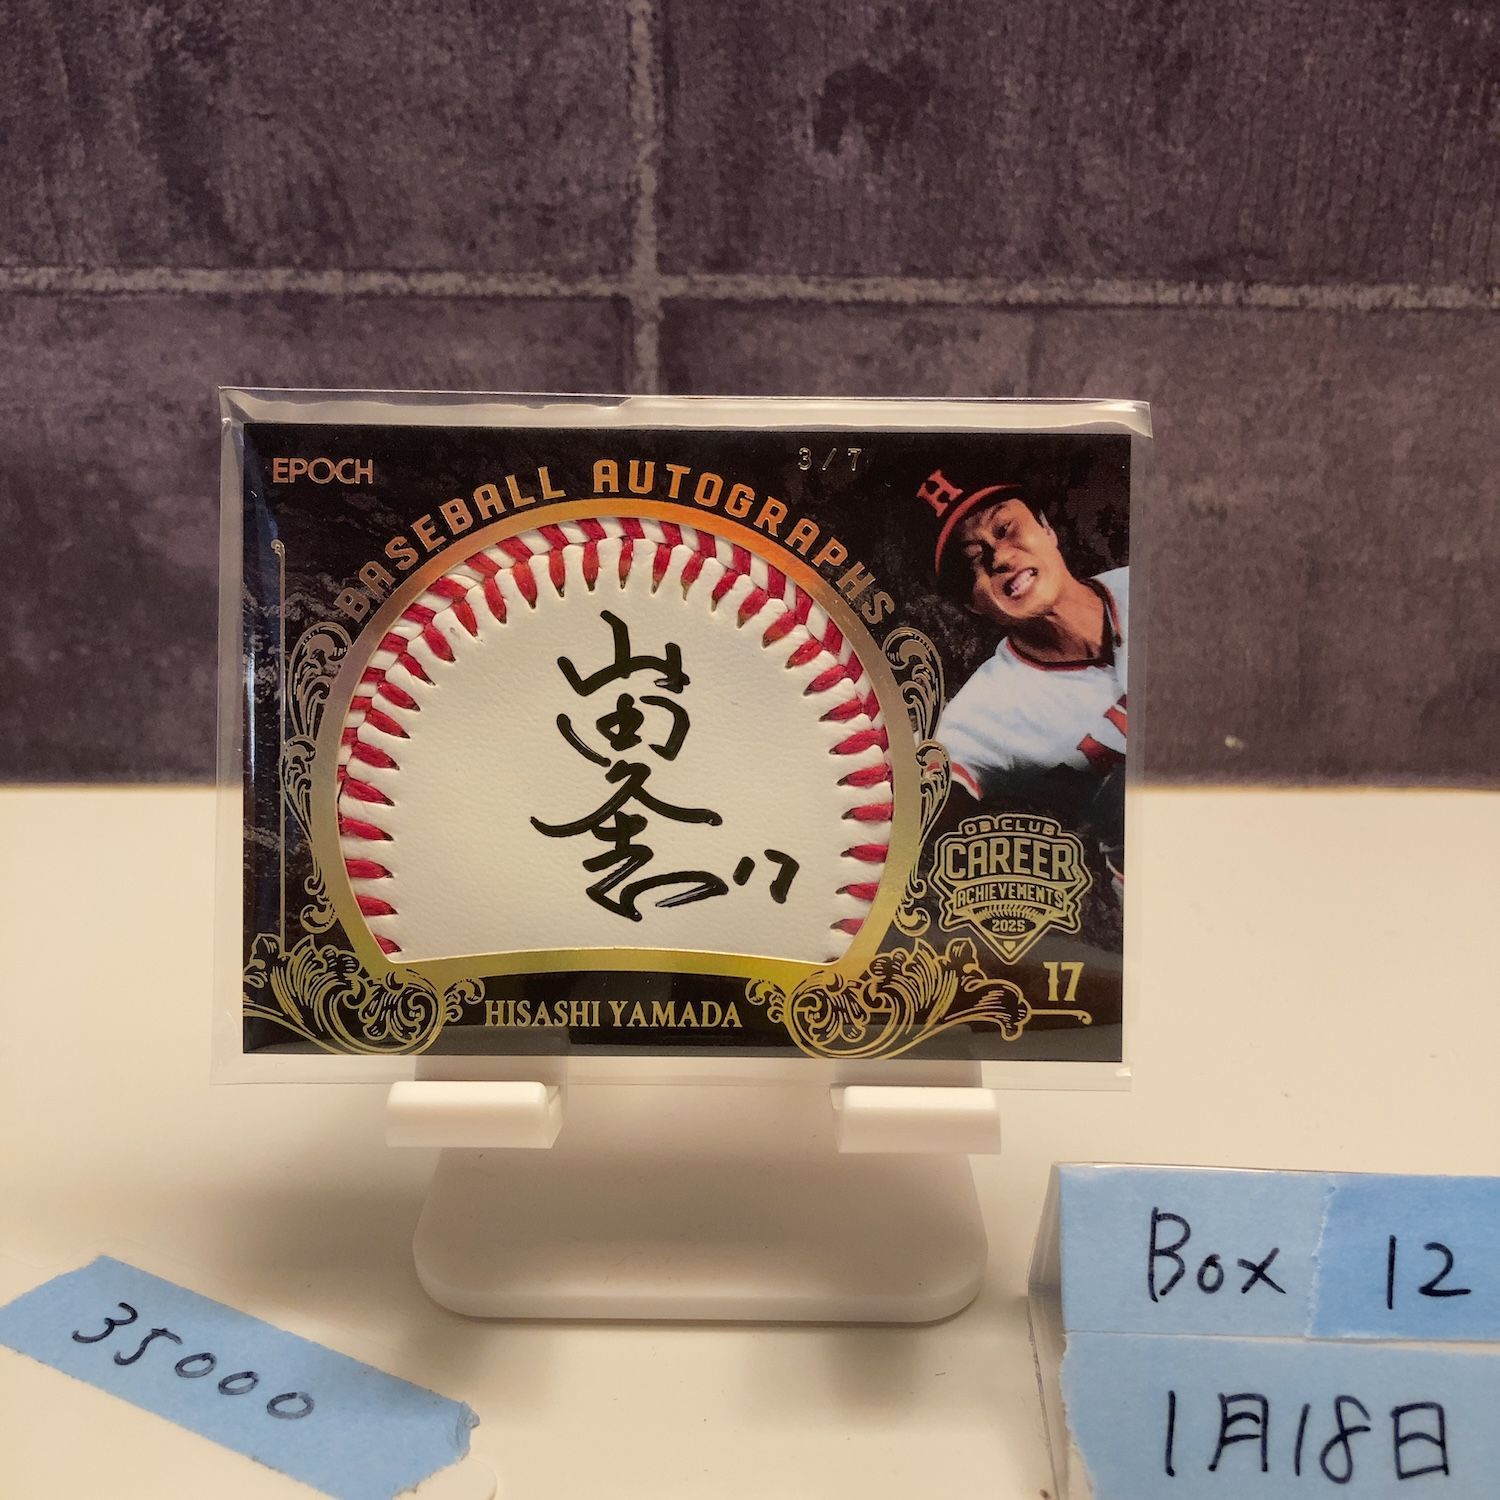 EPOCH
BASEBALL AUTOGRAPHS
3/7
H
山田久志 17
OB CLUB
CAREER
ACHIEVEMENTS
2025
17
HISASHI YAMADA
35000
Box 12
1月18日